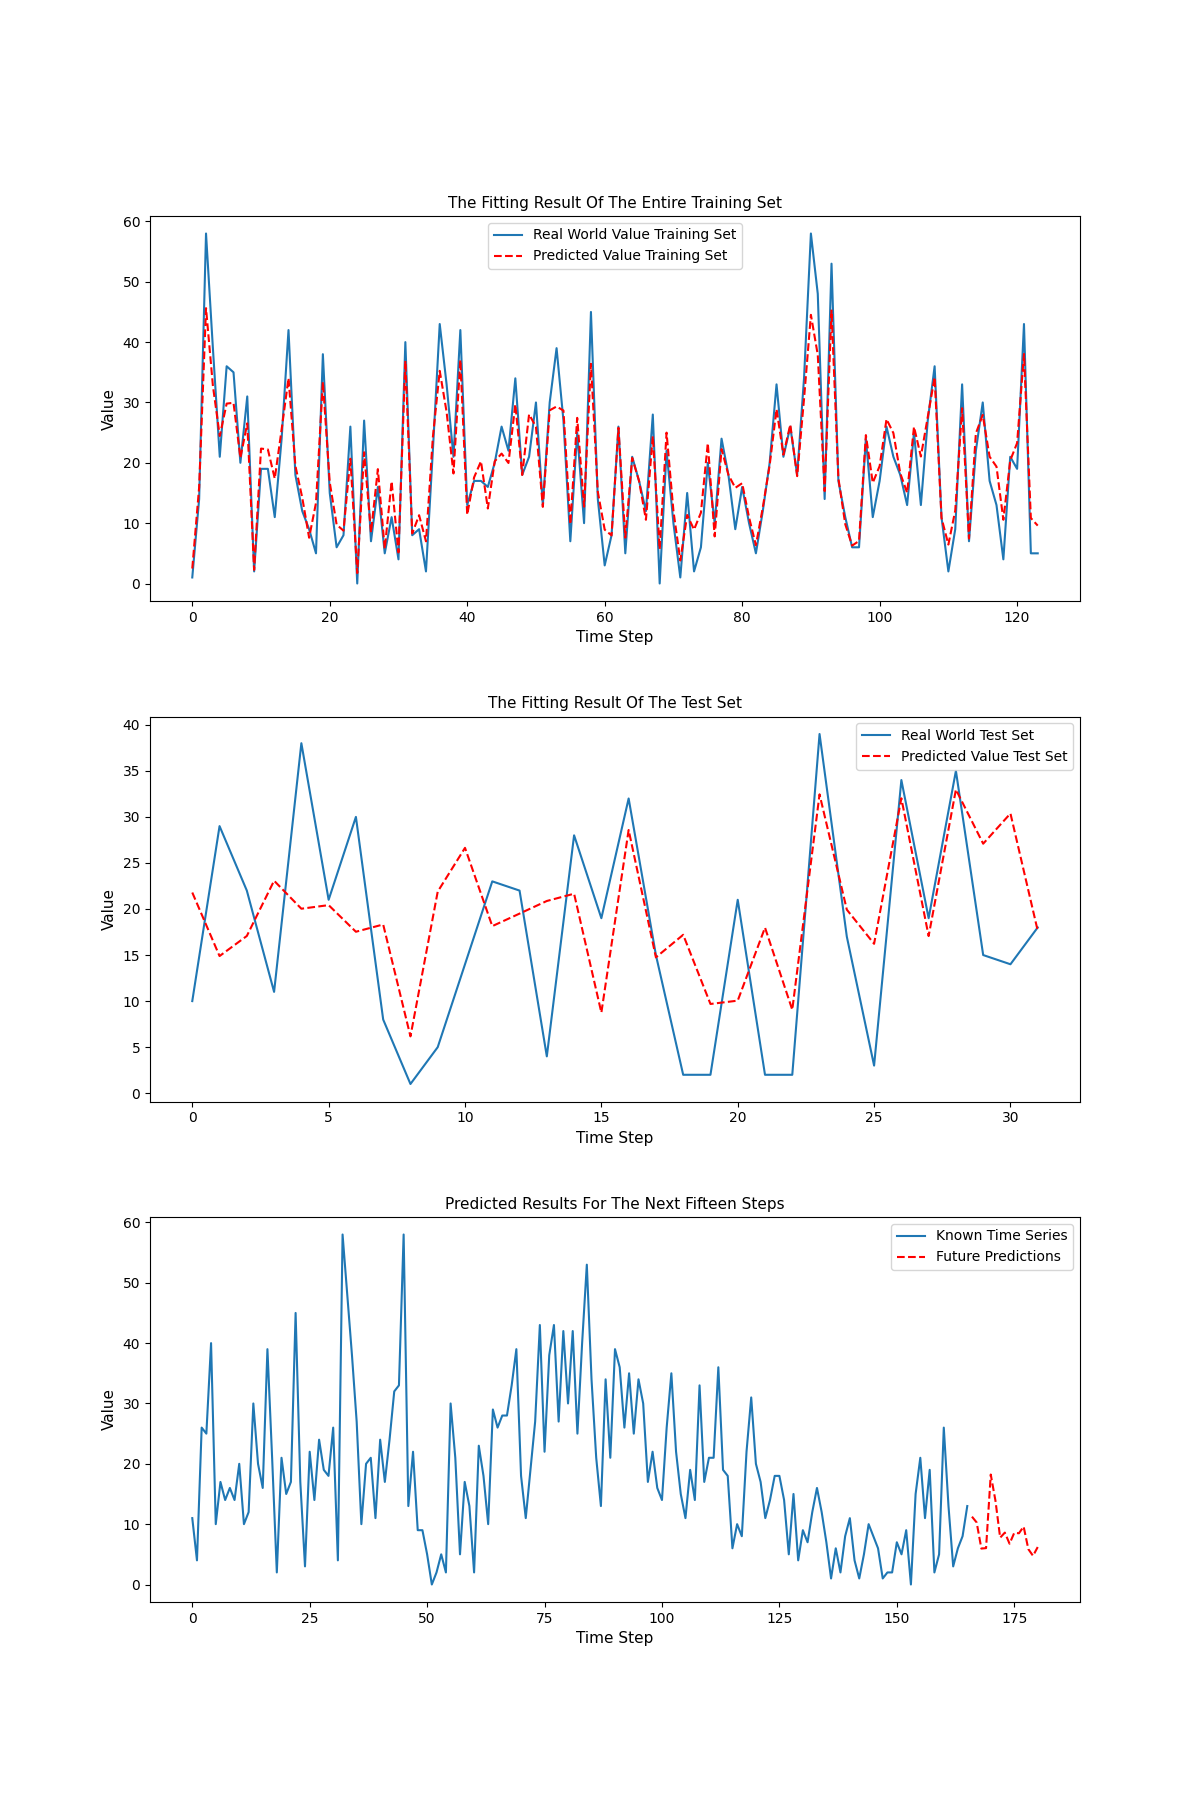 The Fitting Result Of The Entire Training Set
Real World Value Training Set
Predicted Value Training Set
Value
60
50
40
30
20
10
0
0 20 40 60 80 100 120
Time Step
The Fitting Result Of The Test Set
Real World Test Set
Predicted Value Test Set
Value
40
35
30
25
20
15
10
5
0
0 5 10 15 20 25 30
Time Step
Predicted Results For The Next Fifteen Steps
Known Time Series
Future Predictions
Value
60
50
40
30
20
10
0
0 25 50 75 100 125 150 175
Time Step